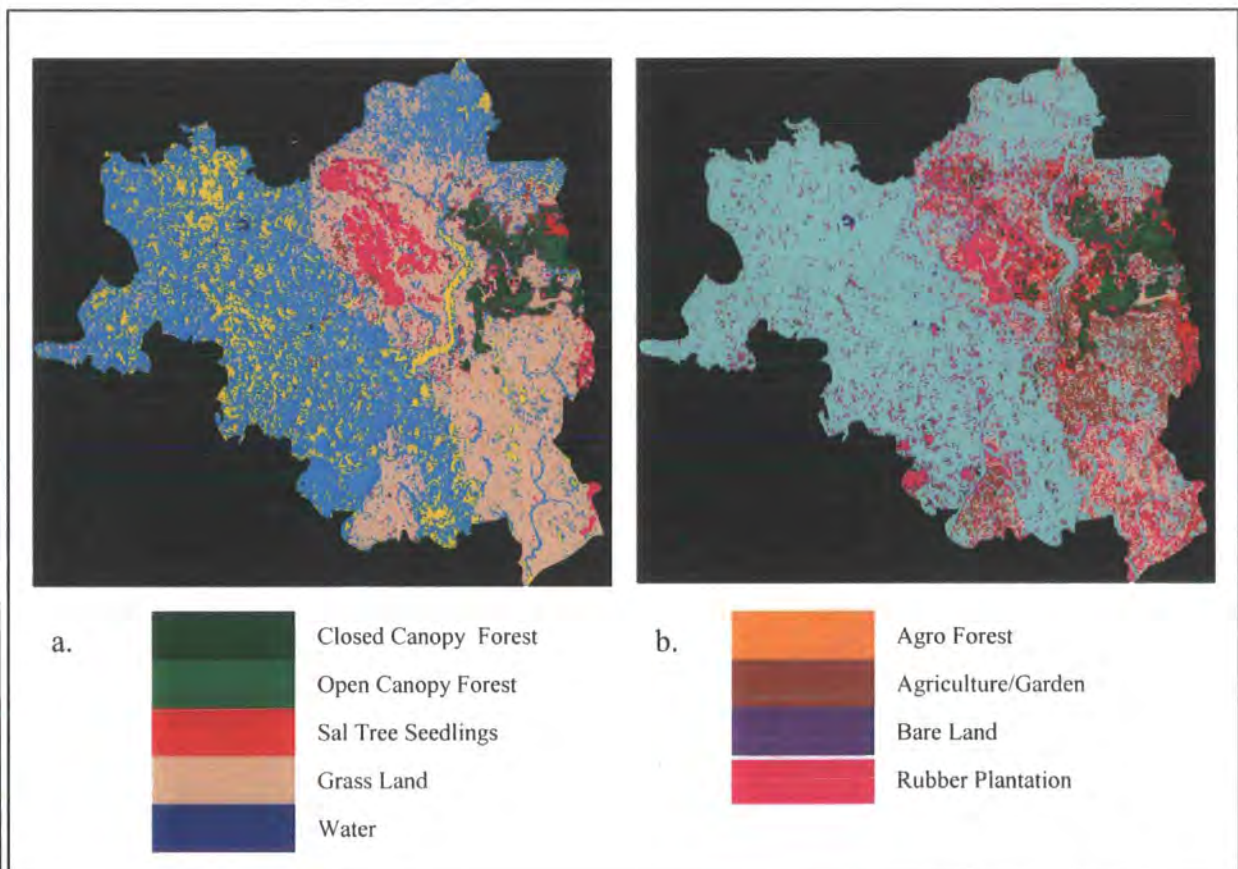 a.
Closed Canopy Forest
Open Canopy Forest
Sal Tree Seedlings
Grass Land
Water
b.
Agro Forest
Agriculture/Garden
Bare Land
Rubber Plantation